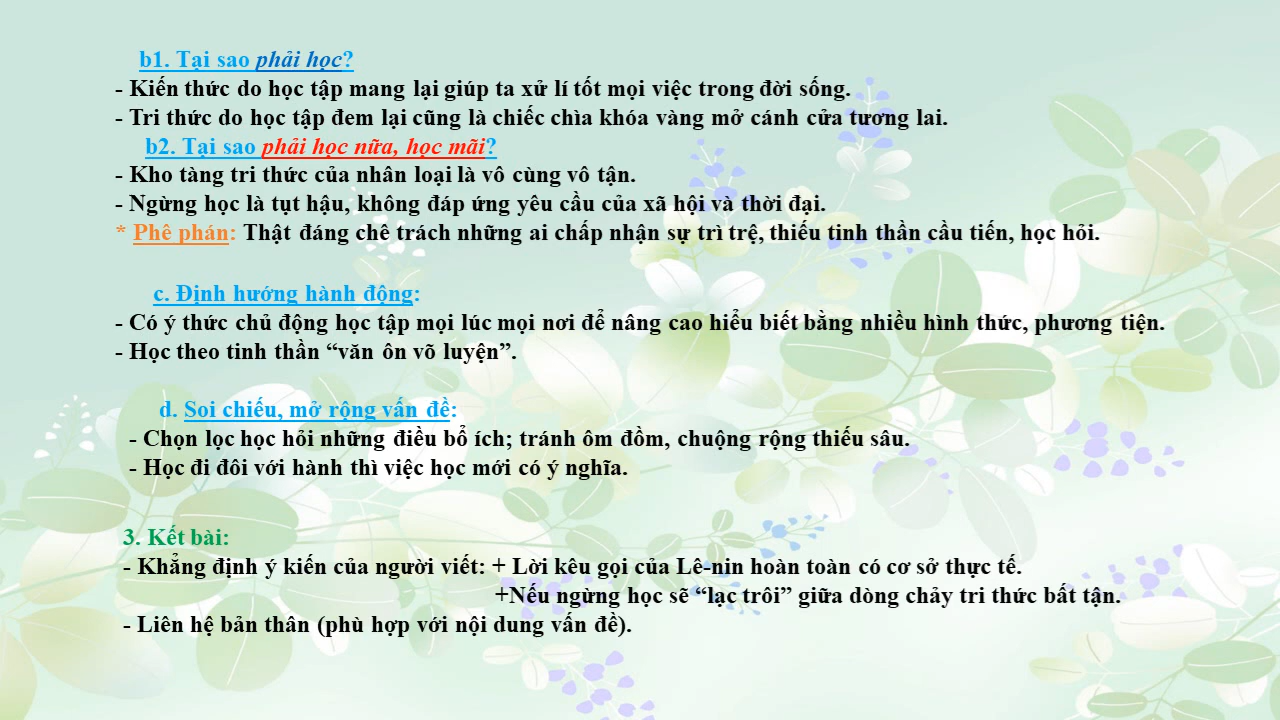 b1. Tại sao phải học?
- Kiến thức do học tập mang lại giúp ta xử lí tốt mọi việc trong đời sống.
- Tri thức do học tập đem lại cũng là chiếc chìa khóa vàng mở cánh cửa tương lai.
b2. Tại sao phải học nữa, học mãi?
- Kho tàng tri thức của nhân loại là vô cùng vô tận.
- Ngừng học là tụt hậu, không đáp ứng yêu cầu của xã hội và thời đại.
* Phê phán: Thật đáng chê trách những ai chấp nhận sự trì trệ, thiếu tinh thần cầu tiến, học hỏi.
c. Định hướng hành động:
- Có ý thức chủ động học tập mọi lúc mọi nơi để nâng cao hiểu biết bằng nhiều hình thức, phương tiện.
- Học theo tinh thần “văn ôn võ luyện”.
d. Soi chiếu, mở rộng vấn đề:
- Chọn lọc học hỏi những điều bổ ích; tránh ôm đồm, chuộng rộng thiếu sâu.
- Học đi đôi với hành thì việc học mới có ý nghĩa.
3. Kết bài:
- Khẳng định ý kiến của người viết: + Lời kêu gọi của Lê-nin hoàn toàn có cơ sở thực tế.
+Nếu ngừng học sẽ “lạc trôi” giữa dòng chảy tri thức bất tận.
- Liên hệ bản thân (phù hợp với nội dung vấn đề).